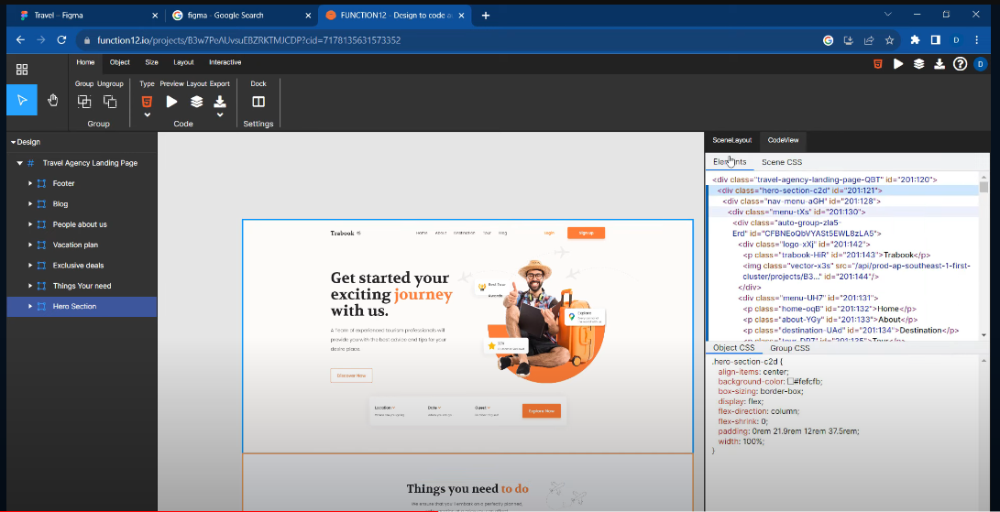 Travel – Figma
figma - Google Search
FUNCTION12 – Design to code a
function12.io/projects/B3w7PeAUvsuEBZRKTMJCDP?cid=7178135631573352
D
Home Object Size Layout Interactive
D
Group Ungroup Type Preview Layout Export Dock
Group Code Settings
Design
Travel Agency Landing Page
Footer
Blog
People about us
Vacation plan
Exclusive deals
Things Your need
Hero Section
Trabook
Home About Destination Tour Blog Login Sign up
Get started your
exciting journey
with us.
A Team of experienced tourism professionals will
provide you with the best advice and tips for your
desire place.
Discover Now
Best Tour
Awards
Explore
Location Date Guest
Explore Now
Things you need to do
We ensure that you'll embark on a perfectly planned,
SceneLayout CodeView
Elements Scene CSS
<div class="travel-agency-landing-page-QBT" id="201:120">
<div class="hero-section-c2d" id="201:121">
<div class="nav-menu-aGH" id="201:128">
<div class="menu-tXs" id="201:130">
<div class="auto-group-zla5-
Erd" id="CFBNEoQbVYASt5EWL8zLA5">
<div class="logo-xXj" id="201:142">
<p class="trabook-HiR" id="201:143">Trabook</p>
<img class="vector-x3s" src="/api/prod-ap-southeast-1-first-
cluster/projects/B3..." id="201:144"/>
</div>
<div class="menu-UH7" id="201:131">
<p class="home-oqB" id="201:132">Home</p>
<p class="about-YGy" id="201:133">About</p>
<p class="destination-UAd" id="201:134">Destination</p>
Object CSS Group CSS
.hero-section-c2d {
align-items: center;
background-color: #fefcfb;
box-sizing: border-box;
display: flex;
flex-direction: column;
flex-shrink: 0;
padding: 0rem 21.9rem 12rem 37.5rem;
width: 100%;
}